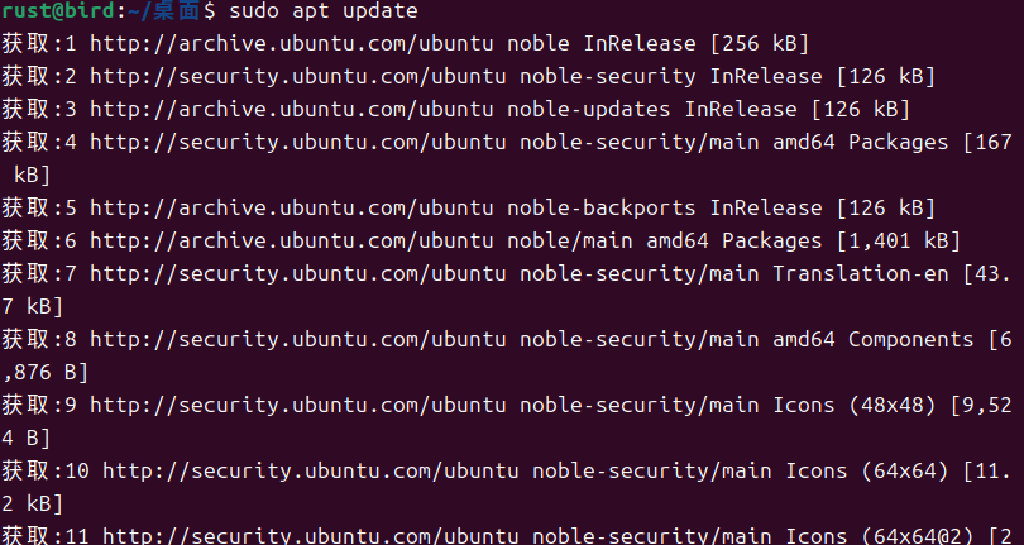 rust@bird:~/桌面$ sudo apt update
获取:1 http://archive.ubuntu.com/ubuntu noble InRelease [256 kB]
获取:2 http://security.ubuntu.com/ubuntu noble-security InRelease [126 kB]
获取:3 http://archive.ubuntu.com/ubuntu noble-updates InRelease [126 kB]
获取:4 http://security.ubuntu.com/ubuntu noble-security/main amd64 Packages [167
 kB]
获取:5 http://archive.ubuntu.com/ubuntu noble-backports InRelease [126 kB]
获取:6 http://archive.ubuntu.com/ubuntu noble/main amd64 Packages [1,401 kB]
获取:7 http://security.ubuntu.com/ubuntu noble-security/main Translation-en [43.
7 kB]
获取:8 http://security.ubuntu.com/ubuntu noble-security/main amd64 Components [6
,876 B]
获取:9 http://security.ubuntu.com/ubuntu noble-security/main Icons (48x48) [9,52
4 B]
获取:10 http://security.ubuntu.com/ubuntu noble-security/main Icons (64x64) [11.
2 kB]
获取:11 http://security.ubuntu.com/ubuntu noble-security/main Icons (64x64@2) [2